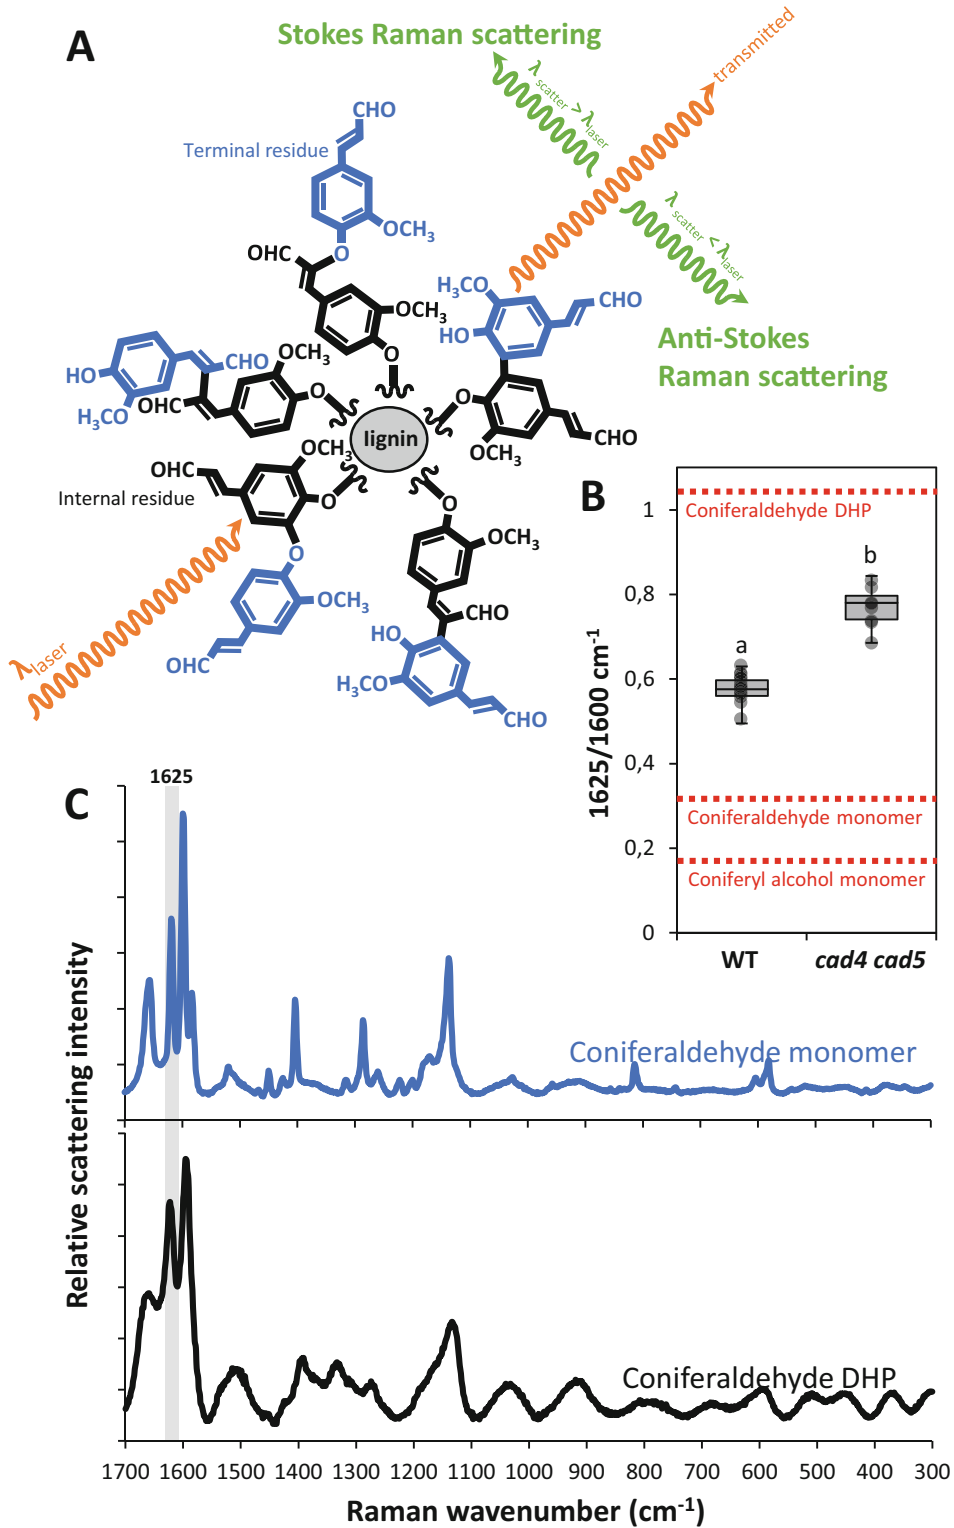 A
Stokes Raman scattering
λscatter > λlaser
transmitted
λscatter < λlaser
Anti-Stokes
Raman scattering
Terminal residue
CHO
OCH3
O
OHC
OCH3
O
H3CO
CHO
HO
O
OCH3
CHO
HO
H3CO
CHO
OHC
OCH3
O
lignin
Internal residue
OHC
OCH3
O
O
OCH3
OHC
O
OCH3
CHO
HO
H3CO
CHO
λlaser
B
1625/1600 cm-1
1
0,8
0,6
0,4
0,2
0
Coniferaldehyde DHP
b
a
Coniferaldehyde monomer
Coniferyl alcohol monomer
WT
cad4 cad5
C
1625
Relative scattering intensity
Coniferaldehyde monomer
Coniferaldehyde DHP
1700 1600 1500 1400 1300 1200 1100 1000 900 800 700 600 500 400 300
Raman wavenumber (cm-1)